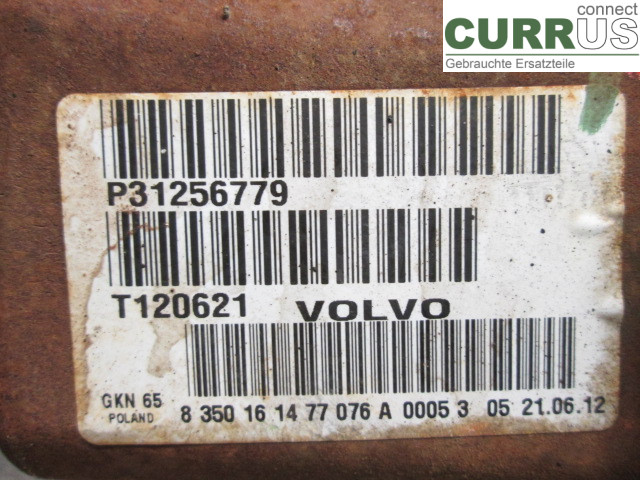 connect
CURRUS
Gebrauchte Ersatzteile
P31256779
T120621 VOLVO
GKN 65
POLAND
8 350 16 14 77 076 A 0005 3 05 21.06.12